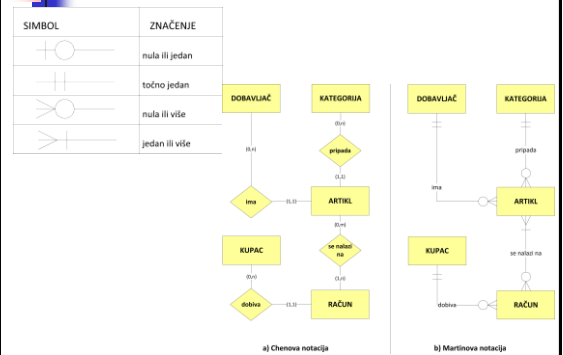 SIMBOL ZNAČENJE
nula ili jedan
točno jedan
nula ili više
jedan ili više
DOBAVLJAČ KATEGORIJA
(0,n)
(0,n) pripada
(1,1)
ima (1,1) ARTIKL
(0,m)
KUPAC se nalazi
na
(0,n) (1,n)
dobiva (1,1) RAČUN
a) Chenova notacija
DOBAVLJAČ KATEGORIJA
pripada
ima
ARTIKL
KUPAC se nalazi na
dobiva RAČUN
b) Martinova notacija